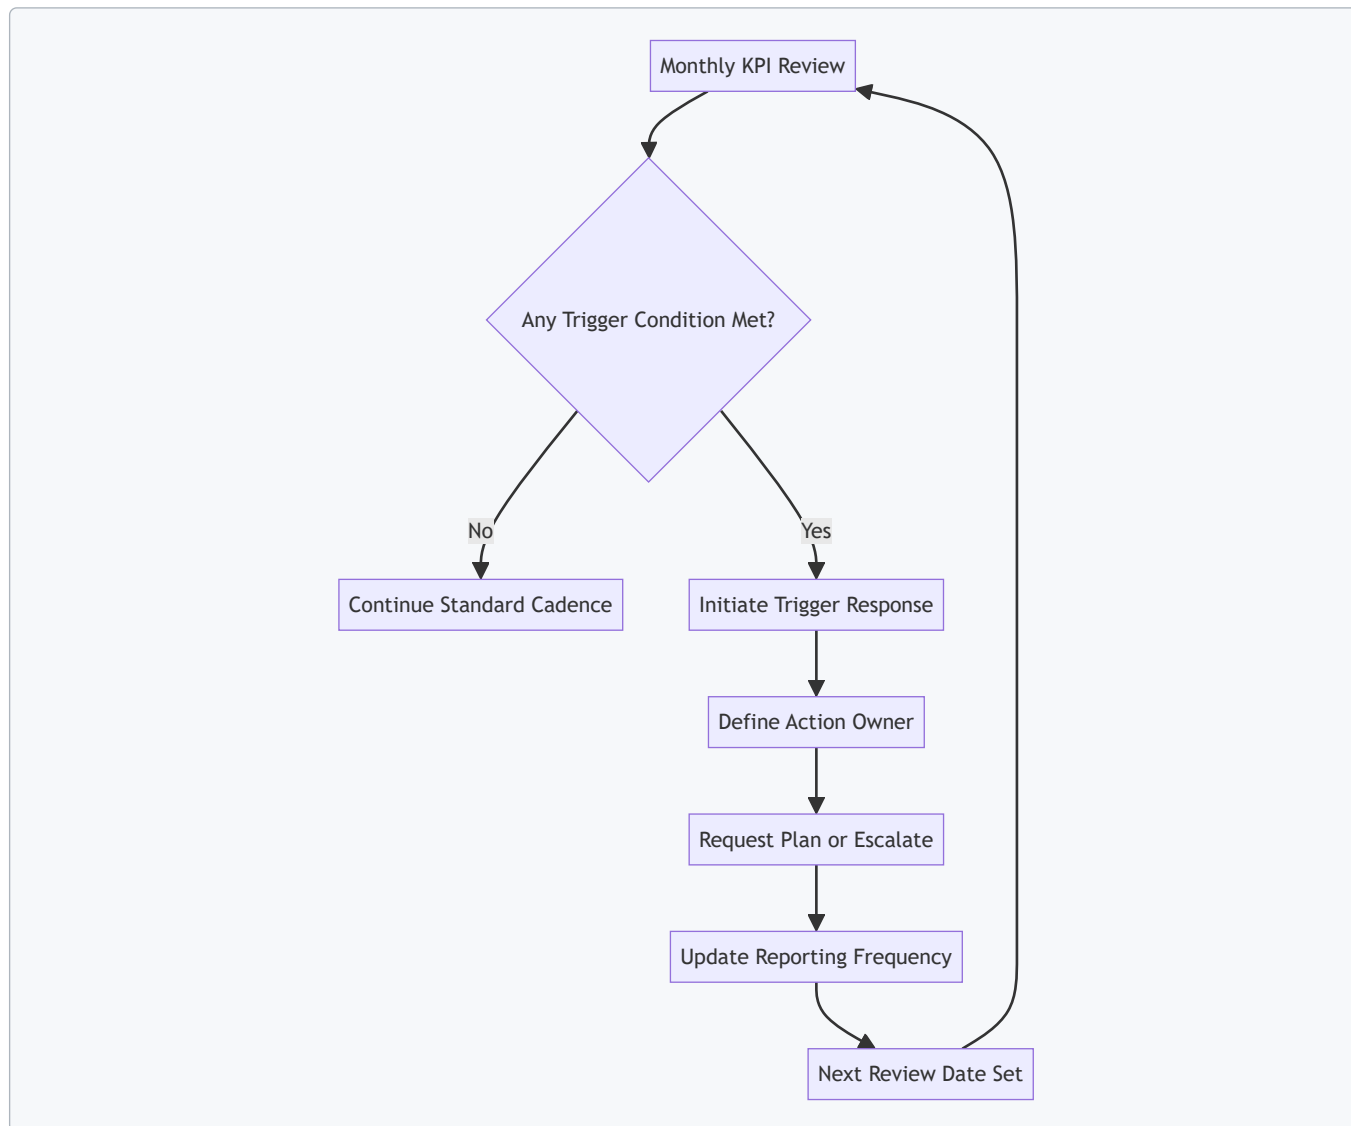 Monthly KPI Review
Any Trigger Condition Met?
No
Yes
Continue Standard Cadence
Initiate Trigger Response
Define Action Owner
Request Plan or Escalate
Update Reporting Frequency
Next Review Date Set